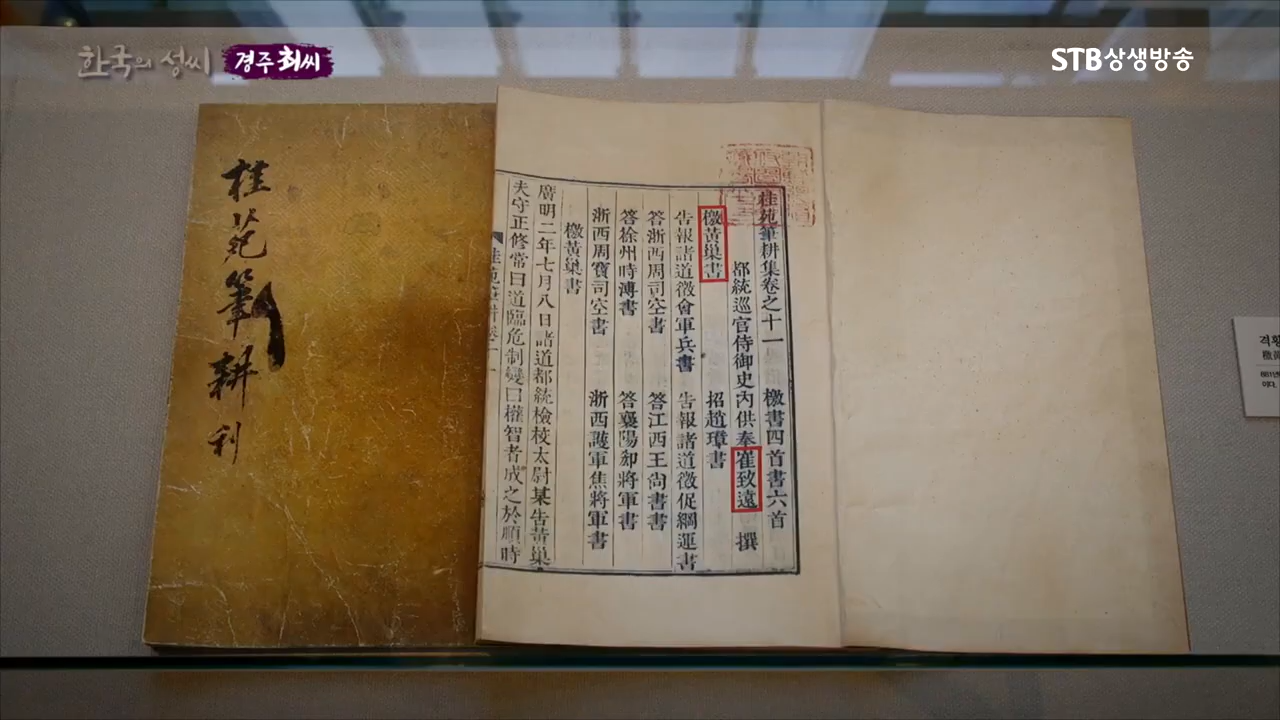 한국의 성씨 경주 최씨
STB상생방송
桂苑筆耕利
桂苑筆耕集卷之十一 檄書四首書六首
都統巡官侍御史內供奉崔致遠 撰
檄黃巢書 招趙璋書
告報諸道徵會軍兵書 告報諸道徵促綱運書
答浙西周司空書 答江西王尙書書
答徐州時溥書 答襄陽郄將軍書
浙西周寶司空書 浙西護軍焦將軍書
檄黃巢書
廣明二年七月八日諸道都統檢校太尉某告黃巢
夫守正修常曰道臨危制變曰權智者成之於順時